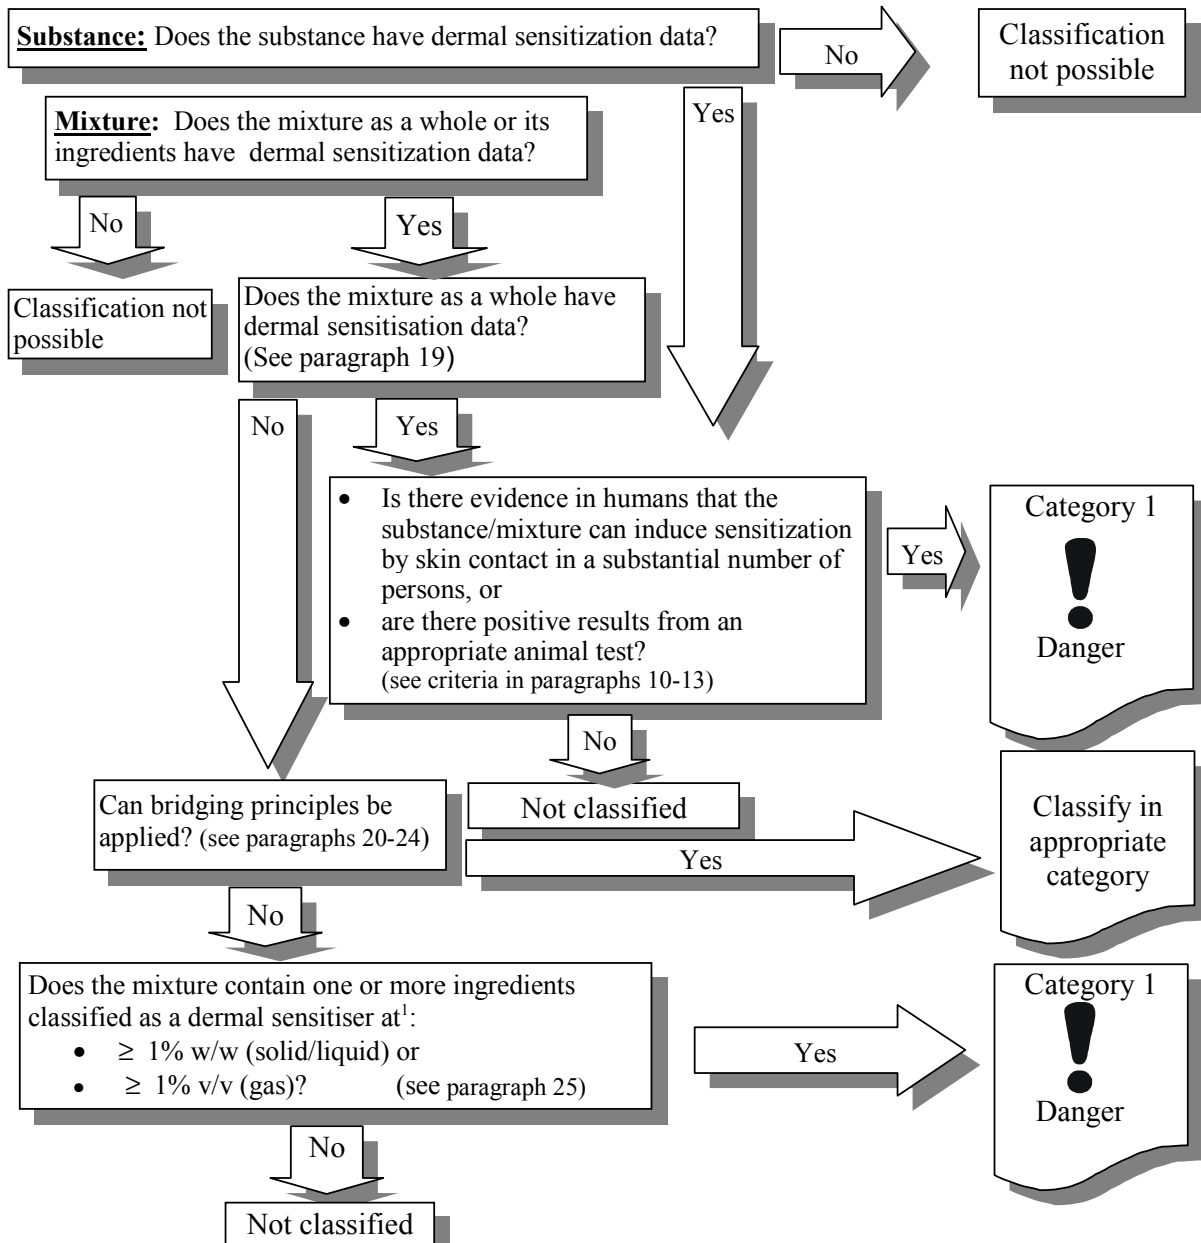 Substance: Does the substance have dermal sensitization data?
No
Classification
not possible
Yes
Mixture: Does the mixture as a whole or its
ingredients have dermal sensitization data?
No
Yes
Classification not
possible
Does the mixture as a whole have
dermal sensitisation data?
(See paragraph 19)
No
Yes
• Is there evidence in humans that the
substance/mixture can induce sensitization
by skin contact in a substantial number of
persons, or
• are there positive results from an
appropriate animal test?
(see criteria in paragraphs 10-13)
Yes
Category 1
!
Danger
No
Not classified
Can bridging principles be
applied? (see paragraphs 20-24)
Yes
Classify in
appropriate
category
No
Does the mixture contain one or more ingredients
classified as a dermal sensitiser at¹:
• ≥ 1% w/w (solid/liquid) or
• ≥ 1% v/v (gas)? (see paragraph 25)
Yes
Category 1
!
Danger
No
Not classified